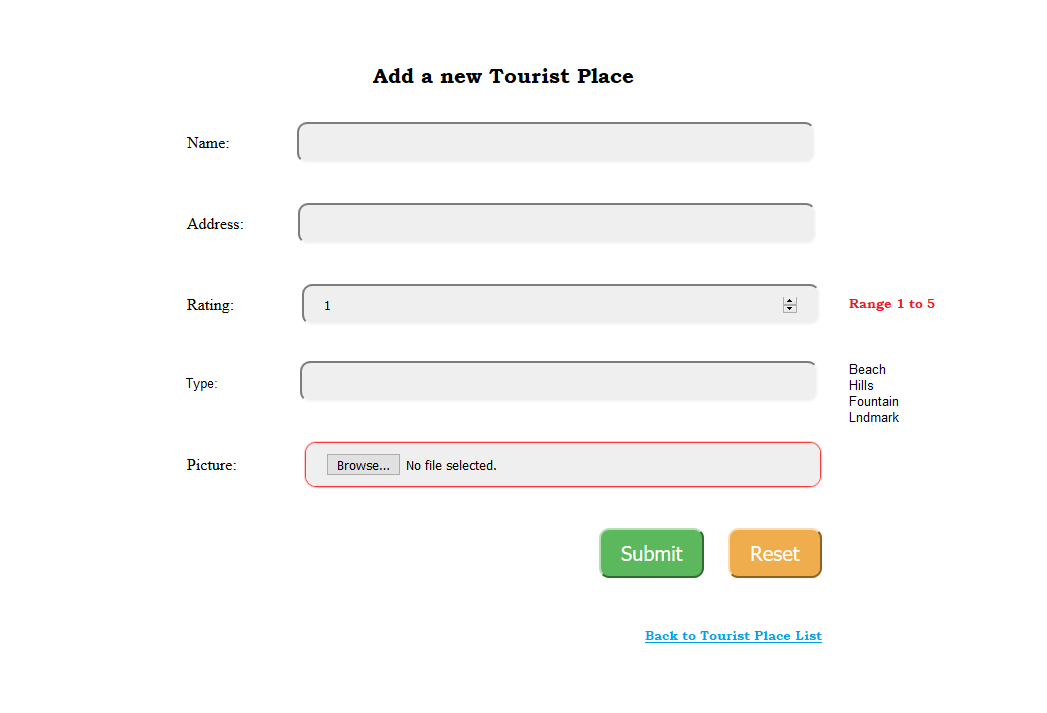 Add a new Tourist Place
Name:
Address:
Rating: 1 Range 1 to 5
Type:
Beach
Hills
Fountain
Lndmark
Picture: Browse... No file selected.
Submit Reset
Back to Tourist Place List